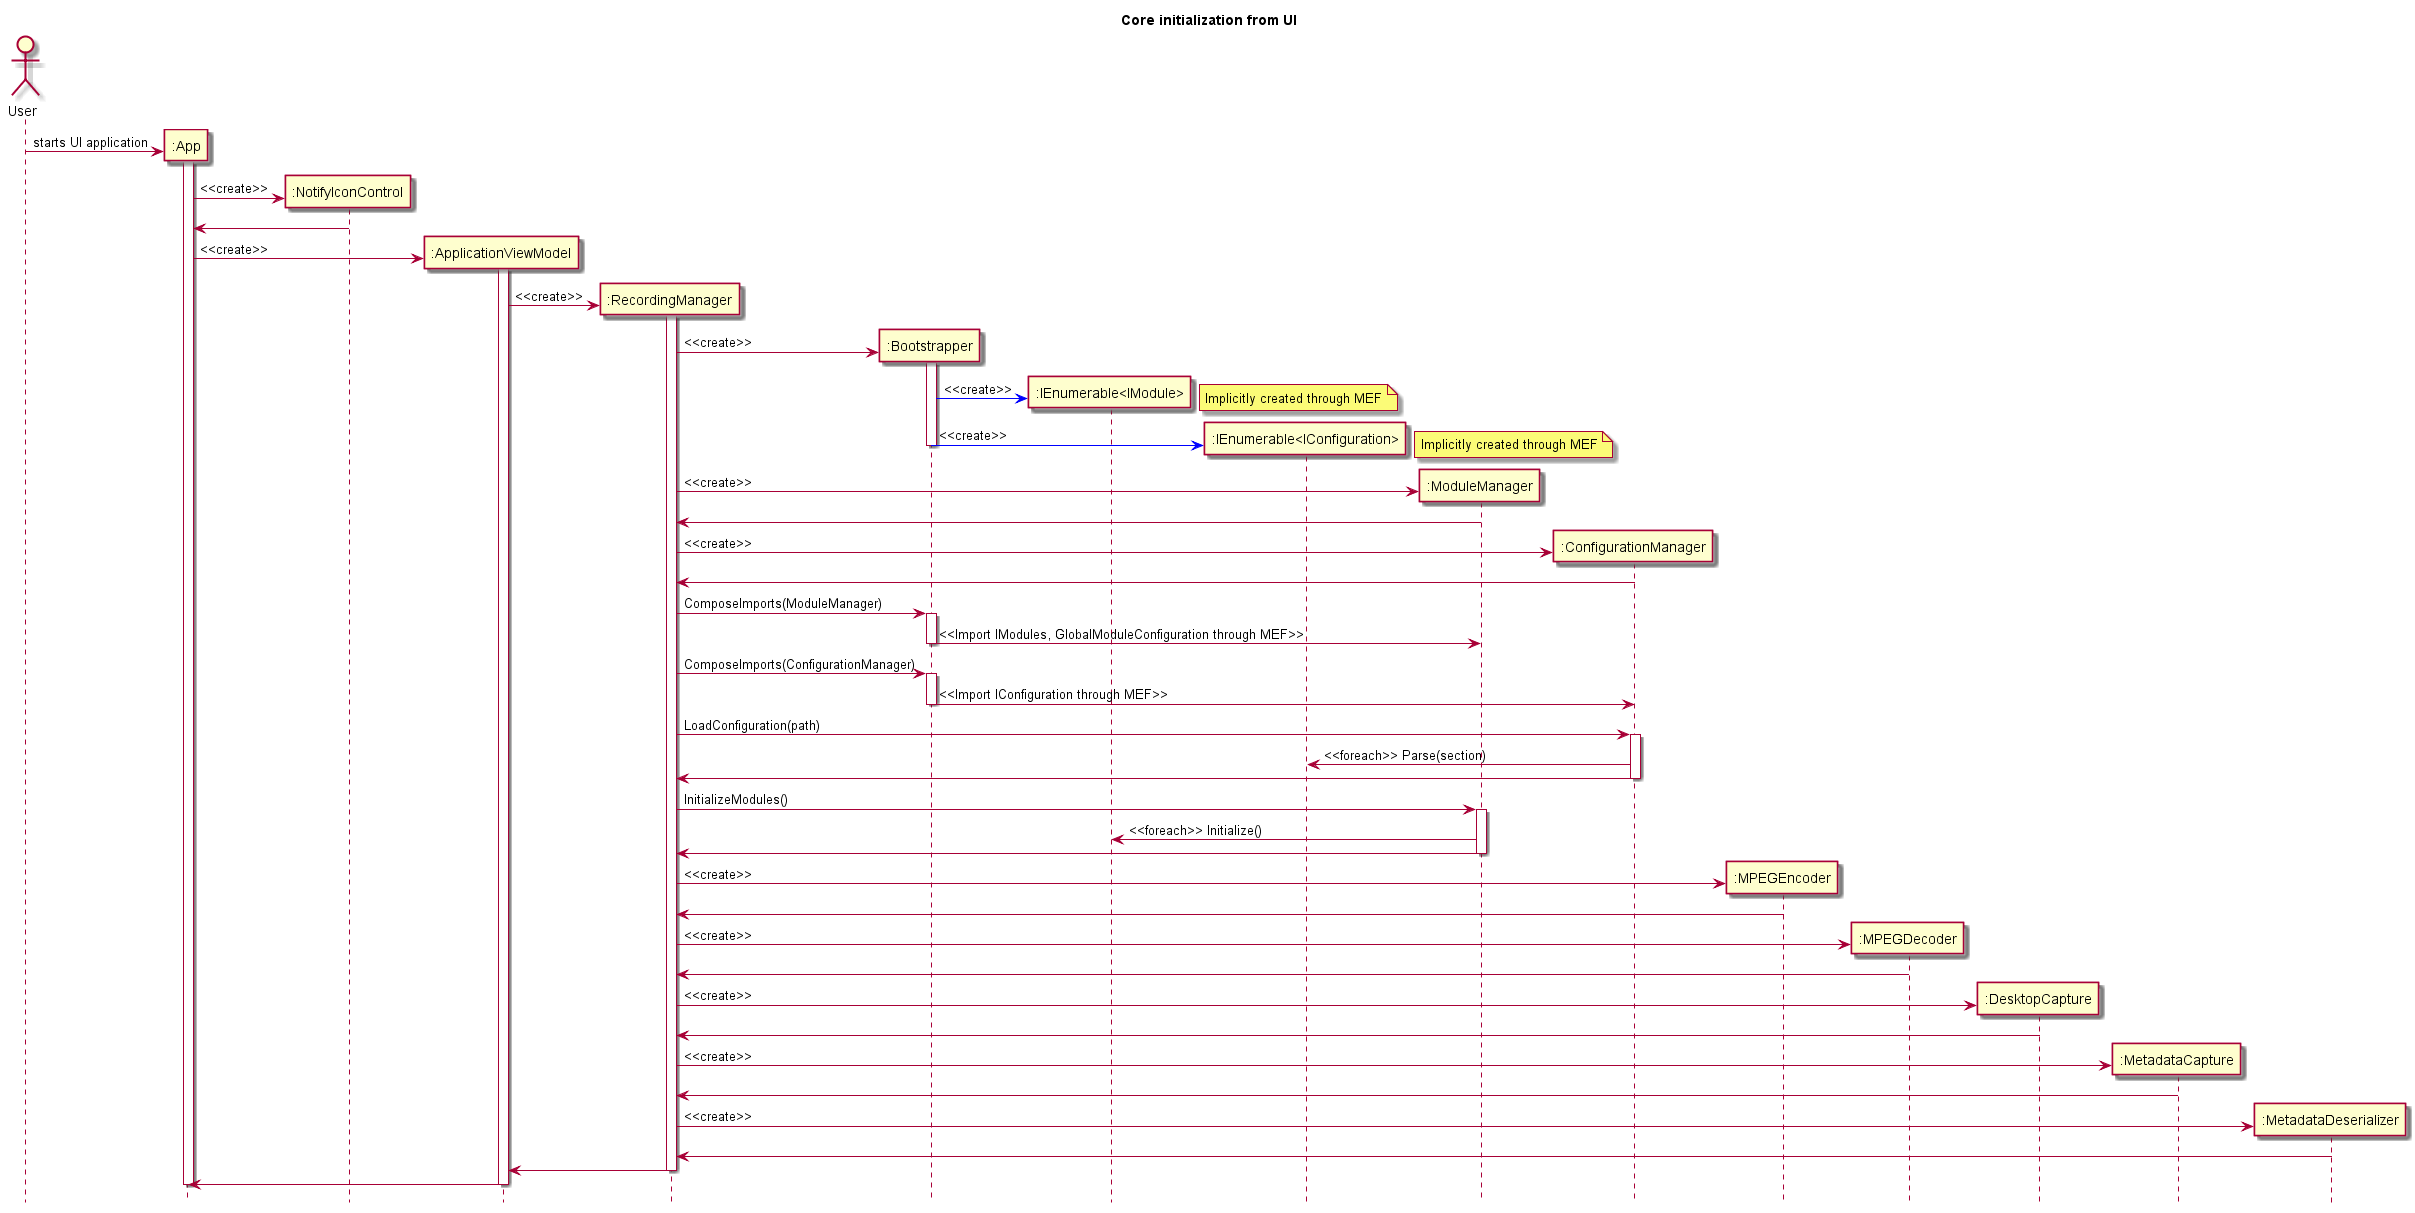 Core initialization from UI
User
starts UI application
:App
<<create>>
:NotifyIconControl
<<create>>
:ApplicationViewModel
<<create>>
:RecordingManager
<<create>>
:Bootstrapper
<<create>>
:IEnumerable<IModule>
Implicitly created through MEF
<<create>>
:IEnumerable<IConfiguration>
Implicitly created through MEF
<<create>>
:ModuleManager
<<create>>
:ConfigurationManager
ComposeImports(ModuleManager)
<<Import IModules, GlobalModuleConfiguration through MEF>>
ComposeImports(ConfigurationManager)
<<Import IConfiguration through MEF>>
LoadConfiguration(path)
<<foreach>> Parse(section)
InitializeModules()
<<foreach>> Initialize()
<<create>>
:MPEGEncoder
<<create>>
:MPEGDecoder
<<create>>
:DesktopCapture
<<create>>
:MetadataCapture
<<create>>
:MetadataDeserializer